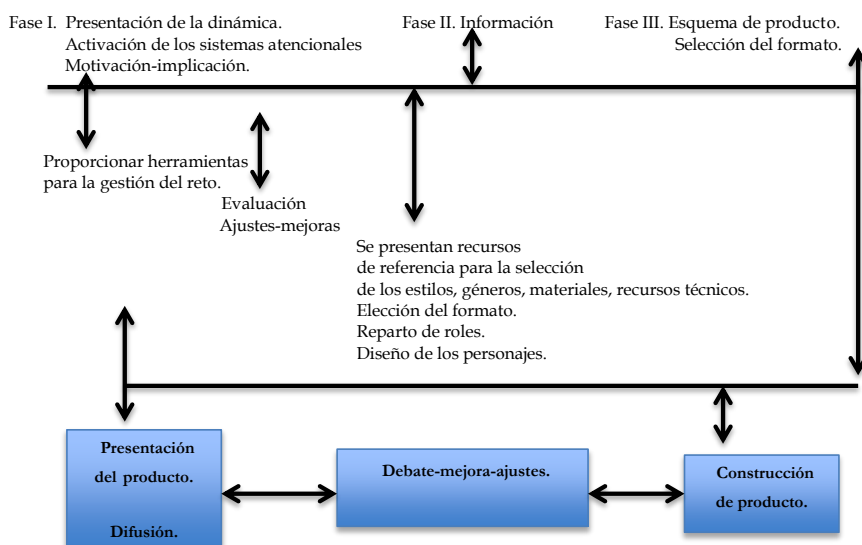 Fase I. Presentación de la dinámica.
Activación de los sistemas atencionales
Motivación-implicación.
Fase II. Información
Fase III. Esquema de producto.
Selección del formato.
Proporcionar herramientas
para la gestión del reto.
Evaluación
Ajustes-mejoras
Se presentan recursos
de referencia para la selección
de los estilos, géneros, materiales, recursos técnicos.
Elección del formato.
Reparto de roles.
Diseño de los personajes.
Presentación
del producto.
Difusión.
Debate-mejora-ajustes.
Construcción
de producto.